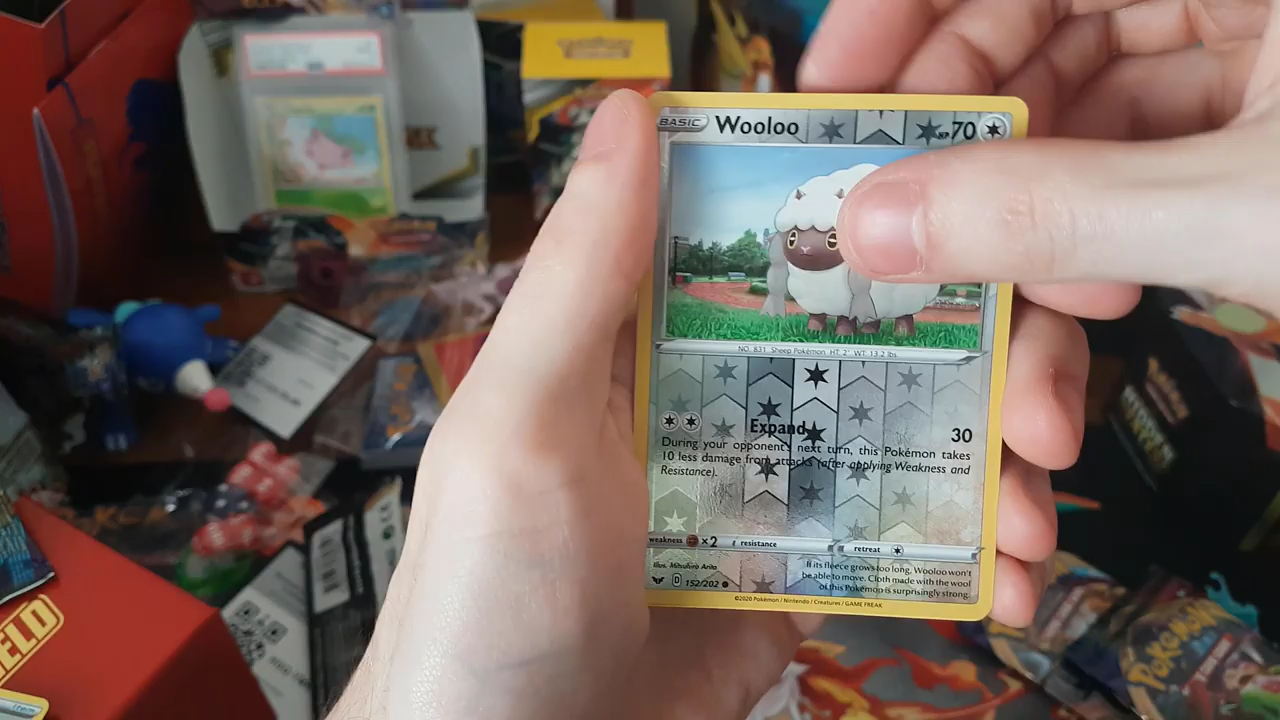 BASIC Wooloo HP 70
NO. 831 Sheep Pokémon HT: 2' WT: 13.2 lbs.
Expand 30
During your opponent's next turn, this Pokémon takes
10 less damage from attacks (after applying Weakness and
Resistance).
weakness ×2 resistance retreat
Illus. Mitsuhiro Arita
If its fleece grows too long, Wooloo won't
be able to move. Cloth made with the wool
of this Pokémon is surprisingly strong.
D 152/202
©2020 Pokémon / Nintendo / Creatures / GAME FREAK
ELD
Item
Pokémon